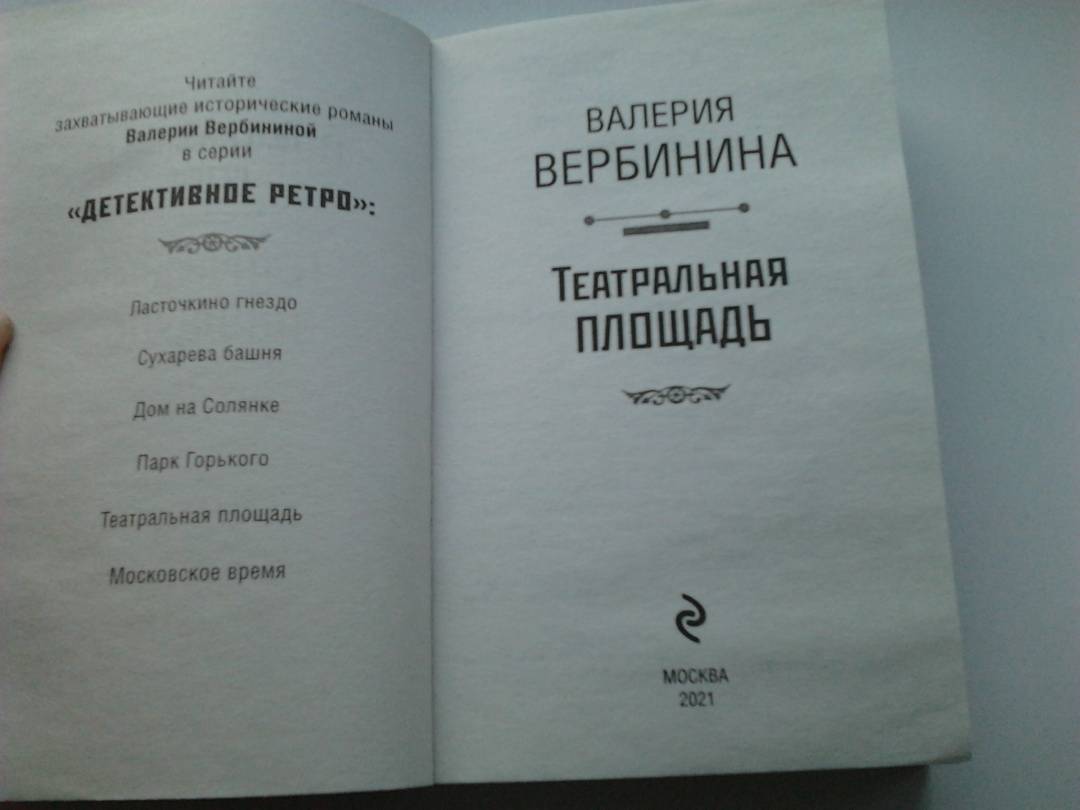 Читайте
захватывающие исторические романы
Валерии Вербининой
в серии
«ДЕТЕКТИВНОЕ РЕТРО»:
Ласточкино гнездо
Сухарева башня
Дом на Солянке
Парк Горького
Театральная площадь
Московское время
ВАЛЕРИЯ
ВЕРБИНИНА
ТЕАТРАЛЬНАЯ
ПЛОЩАДЬ
МОСКВА
2021